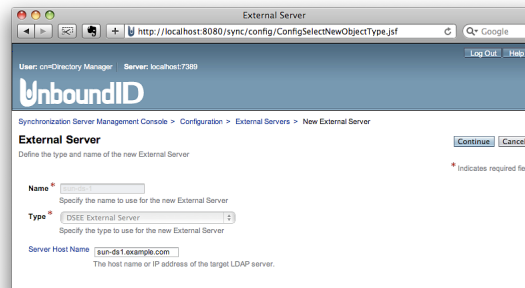 External Server
http://localhost:8080/sync/config/ConfigSelectNewObjectType.jsf
Google
Log Out Help
User: cn=Directory Manager Server: localhost:7389
UnboundID
Synchronization Server Management Console > Configuration > External Servers > New External Server
External Server
Continue Cancel
Define the type and name of the new External Server
* Indicates required fie
Name * sun-ds-1
Specify the name to use for the new External Server
Type * DSEE External Server
Specify the type to use for the new External Server
Server Host Name sun-ds1.example.com
The host name or IP address of the target LDAP server.